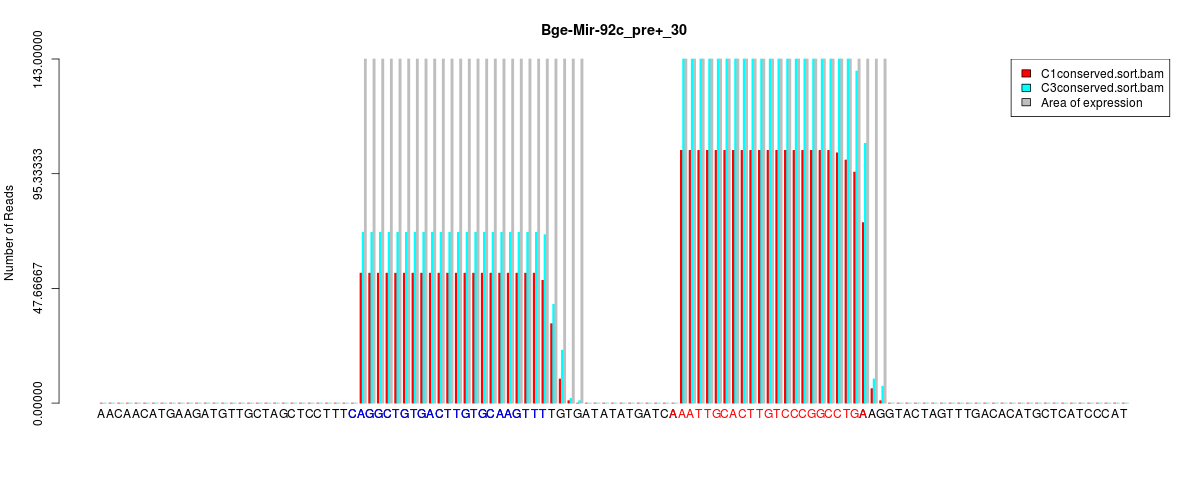 Bge-Mir-92c_pre+_30
C1conserved.sort.bam
C3conserved.sort.bam
Area of expression
Number of Reads
143.00000
95.33333
47.66667
0.00000
AACAACATGAAGATGTTGCTAGCTCCTTTCAGGCTGTGACTTGTGCAAGTTTTGTGATATATGATCAAATTGCACTTGTCCCGGCCTGAAGGTACTAGTTTGACACATGCTCATCCCAT